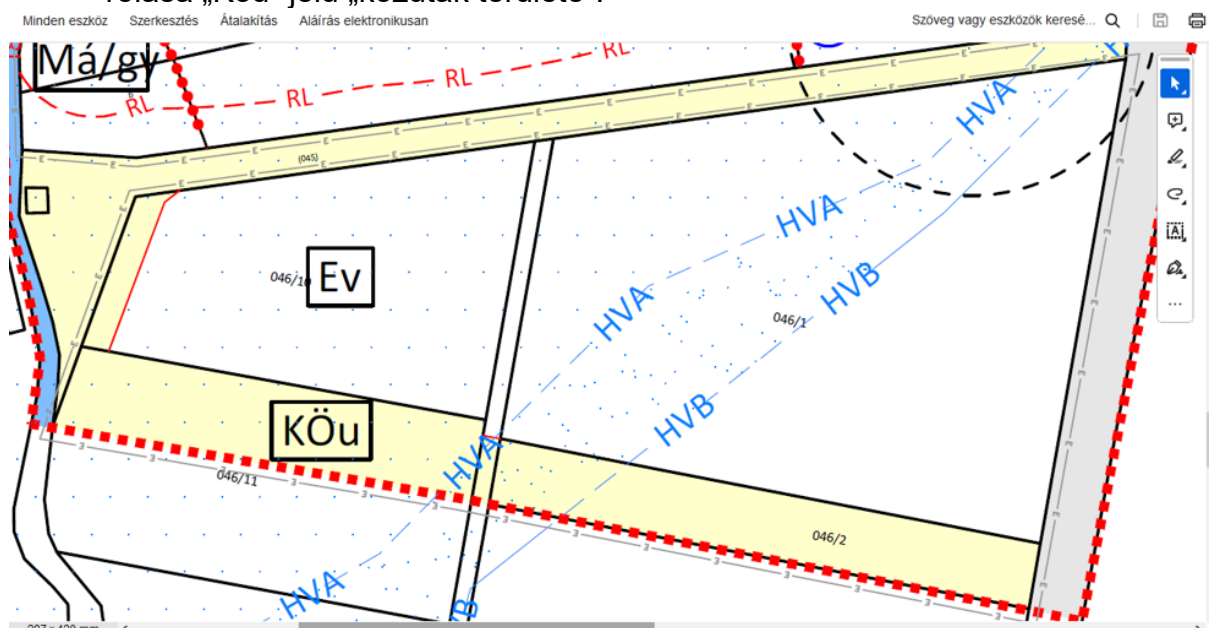 Minden eszköz Szerkesztés Átalakítás Aláírás elektronikusan Szöveg vagy eszközök keresé...
Má/gy
RL
RL
RL
RL
HVA
(045)
HVA
046/10
Ev
HVA
HVB
046/1
HVB
KÖu
HVA
046/11
046/2
HVA